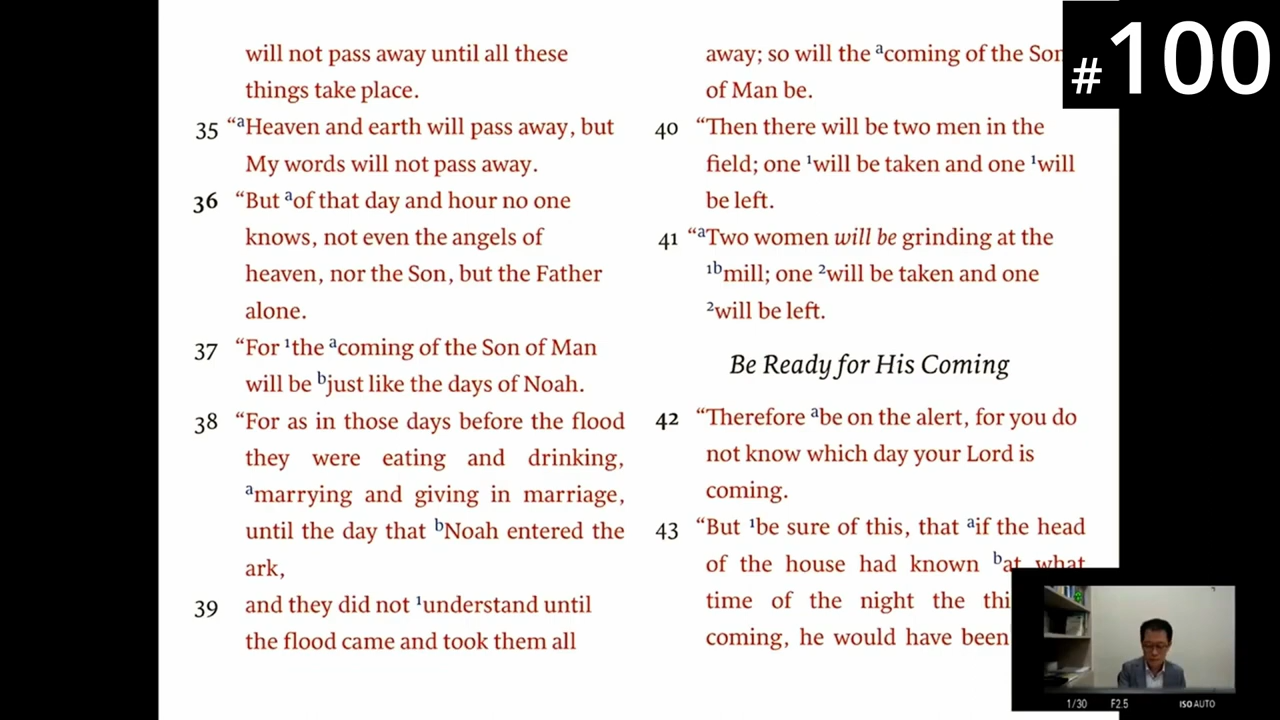 #100
will not pass away until all these
things take place.
35 “ᵃHeaven and earth will pass away, but
My words will not pass away.
36 “But ᵃof that day and hour no one
knows, not even the angels of
heaven, nor the Son, but the Father
alone.
37 “For ¹the ᵃcoming of the Son of Man
will be ᵇjust like the days of Noah.
38 “For as in those days before the flood
they were eating and drinking,
ᵃmarrying and giving in marriage,
until the day that ᵇNoah entered the
ark,
39 and they did not ¹understand until
the flood came and took them all
away; so will the ᵃcoming of the Son
of Man be.
40 “Then there will be two men in the
field; one ¹will be taken and one ¹will
be left.
41 “ᵃTwo women will be grinding at the
¹ᵇmill; one ²will be taken and one
²will be left.
Be Ready for His Coming
42 “Therefore ᵃbe on the alert, for you do
not know which day your Lord is
coming.
43 “But ¹be sure of this, that ᵃif the head
of the house had known ᵇat what
time of the night the
coming, he would have been
1/30 F2.5 ISO AUTO